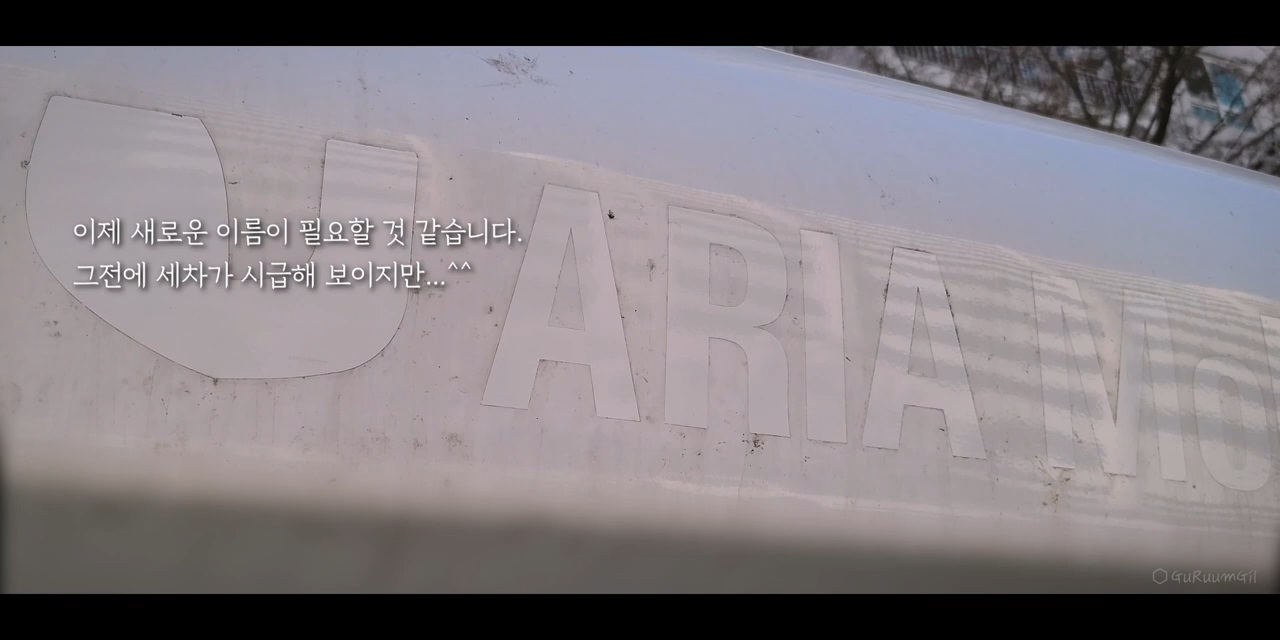 이제 새로운 이름이 필요할 것 같습니다.
그전에 세차가 시급해 보이지만...^^
ARIA Mo
GuRuumGil